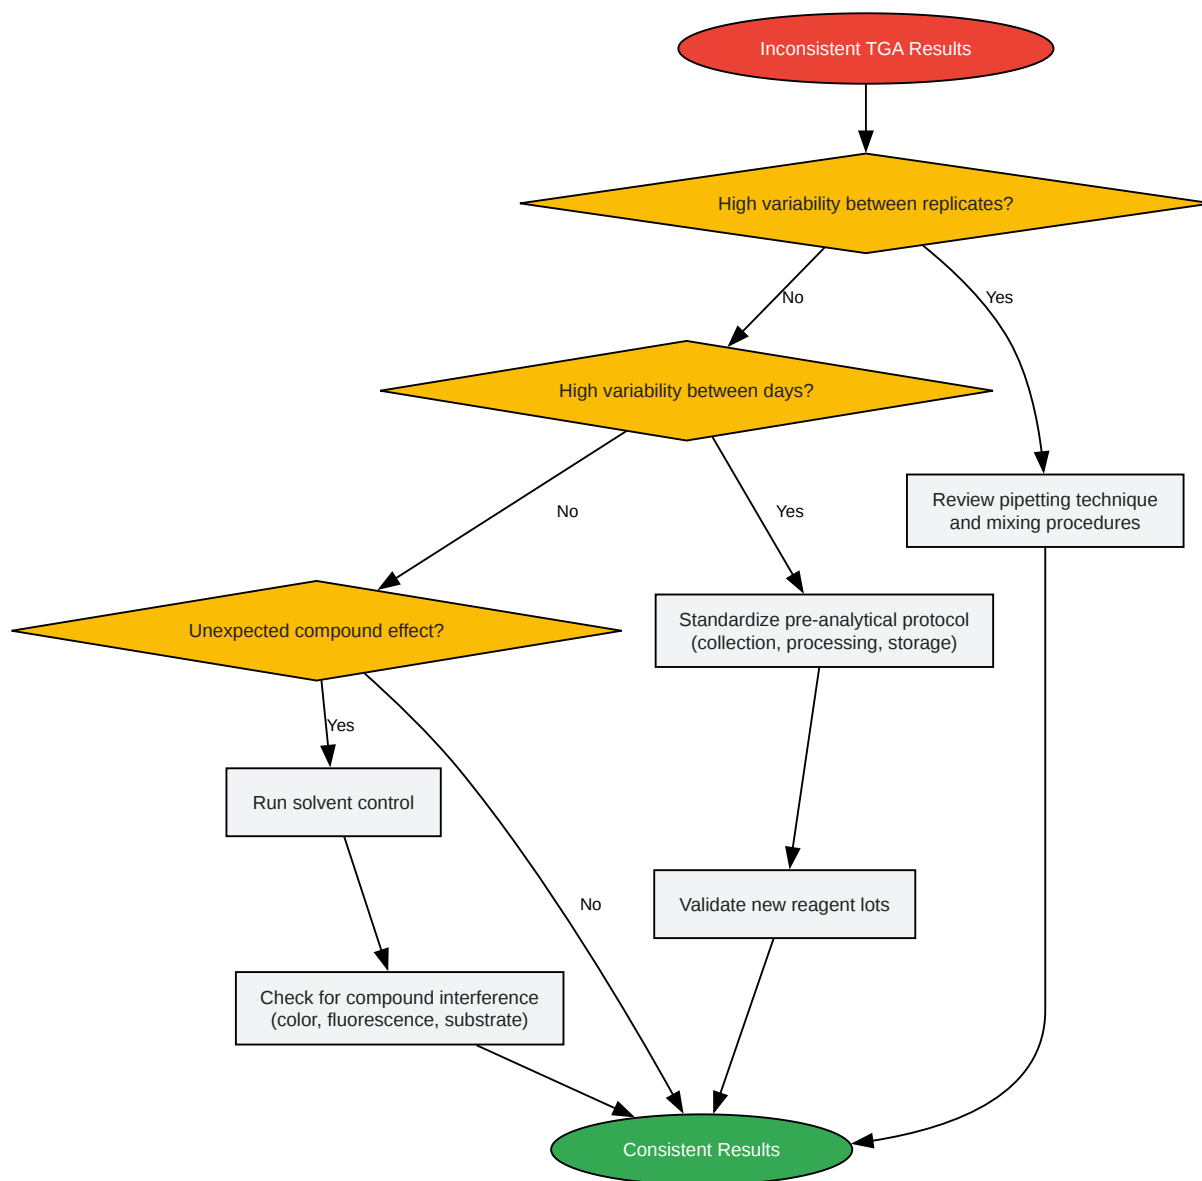 Inconsistent TGA Results
High variability between replicates?
No
Yes
High variability between days?
Review pipetting technique
and mixing procedures
No
Yes
Standardize pre-analytical protocol
(collection, processing, storage)
Unexpected compound effect?
Yes
Run solvent control
No
Validate new reagent lots
Check for compound interference
(color, fluorescence, substrate)
Consistent Results